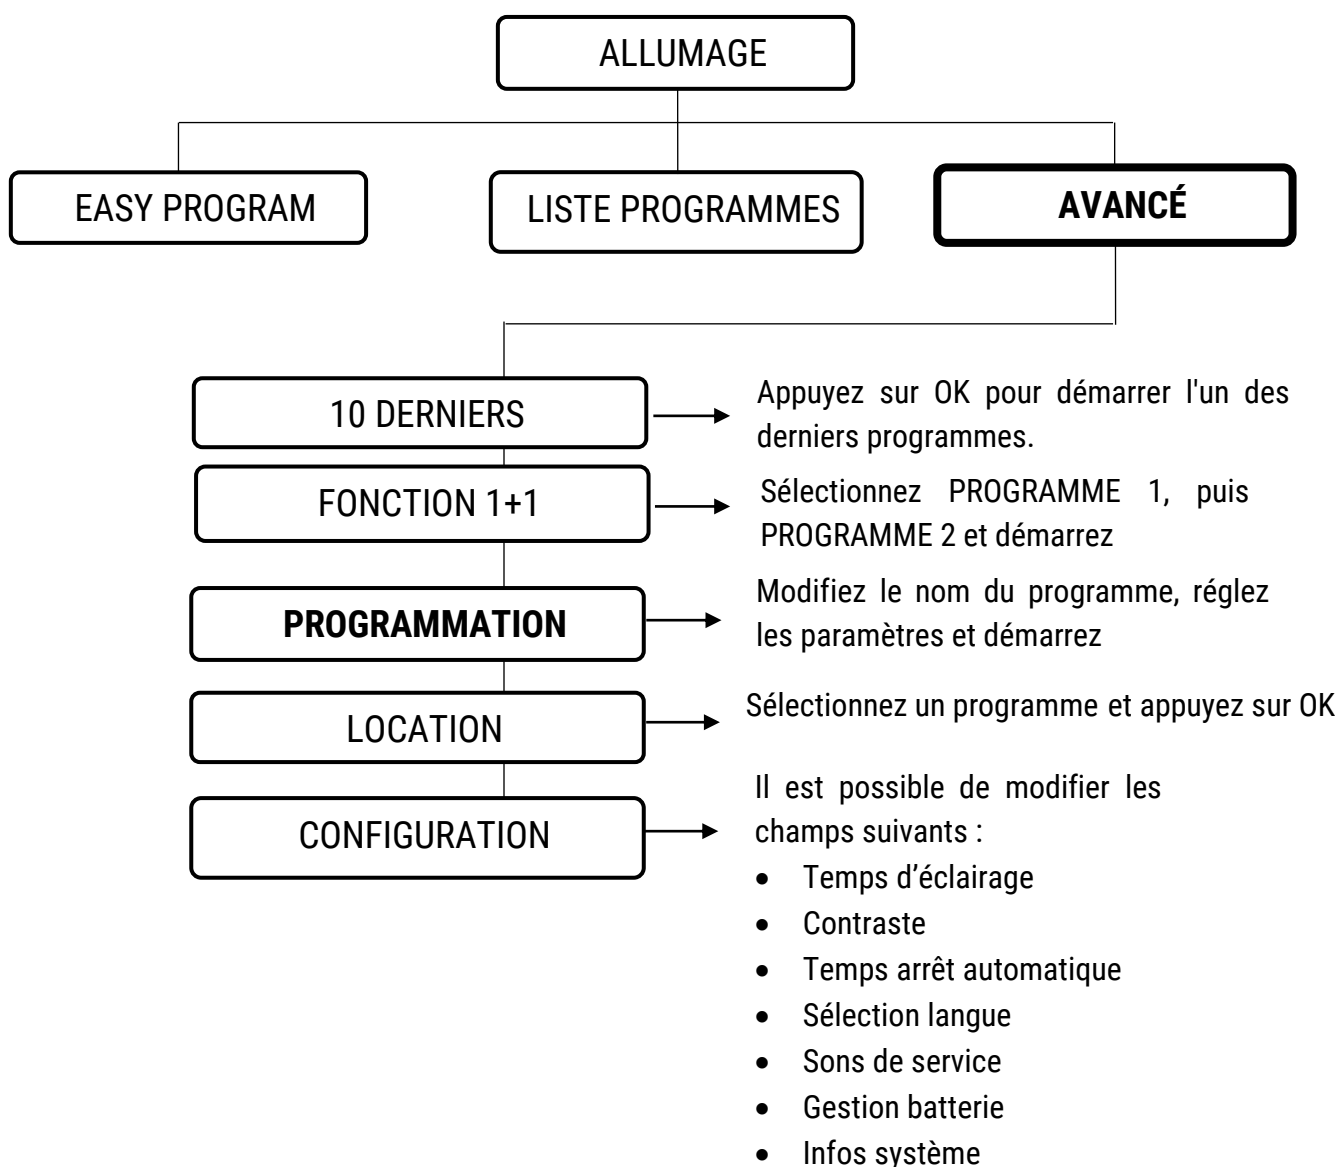 ALLUMAGE
EASY PROGRAM
LISTE PROGRAMMES
AVANCÉ
10 DERNIERS
Appuyez sur OK pour démarrer l'un des
derniers programmes.
FONCTION 1+1
Sélectionnez PROGRAMME 1, puis
PROGRAMME 2 et démarrez
PROGRAMMATION
Modifiez le nom du programme, réglez
les paramètres et démarrez
LOCATION
Sélectionnez un programme et appuyez sur OK
CONFIGURATION
Il est possible de modifier les
champs suivants :
• Temps d’éclairage
• Contraste
• Temps arrêt automatique
• Sélection langue
• Sons de service
• Gestion batterie
• Infos système